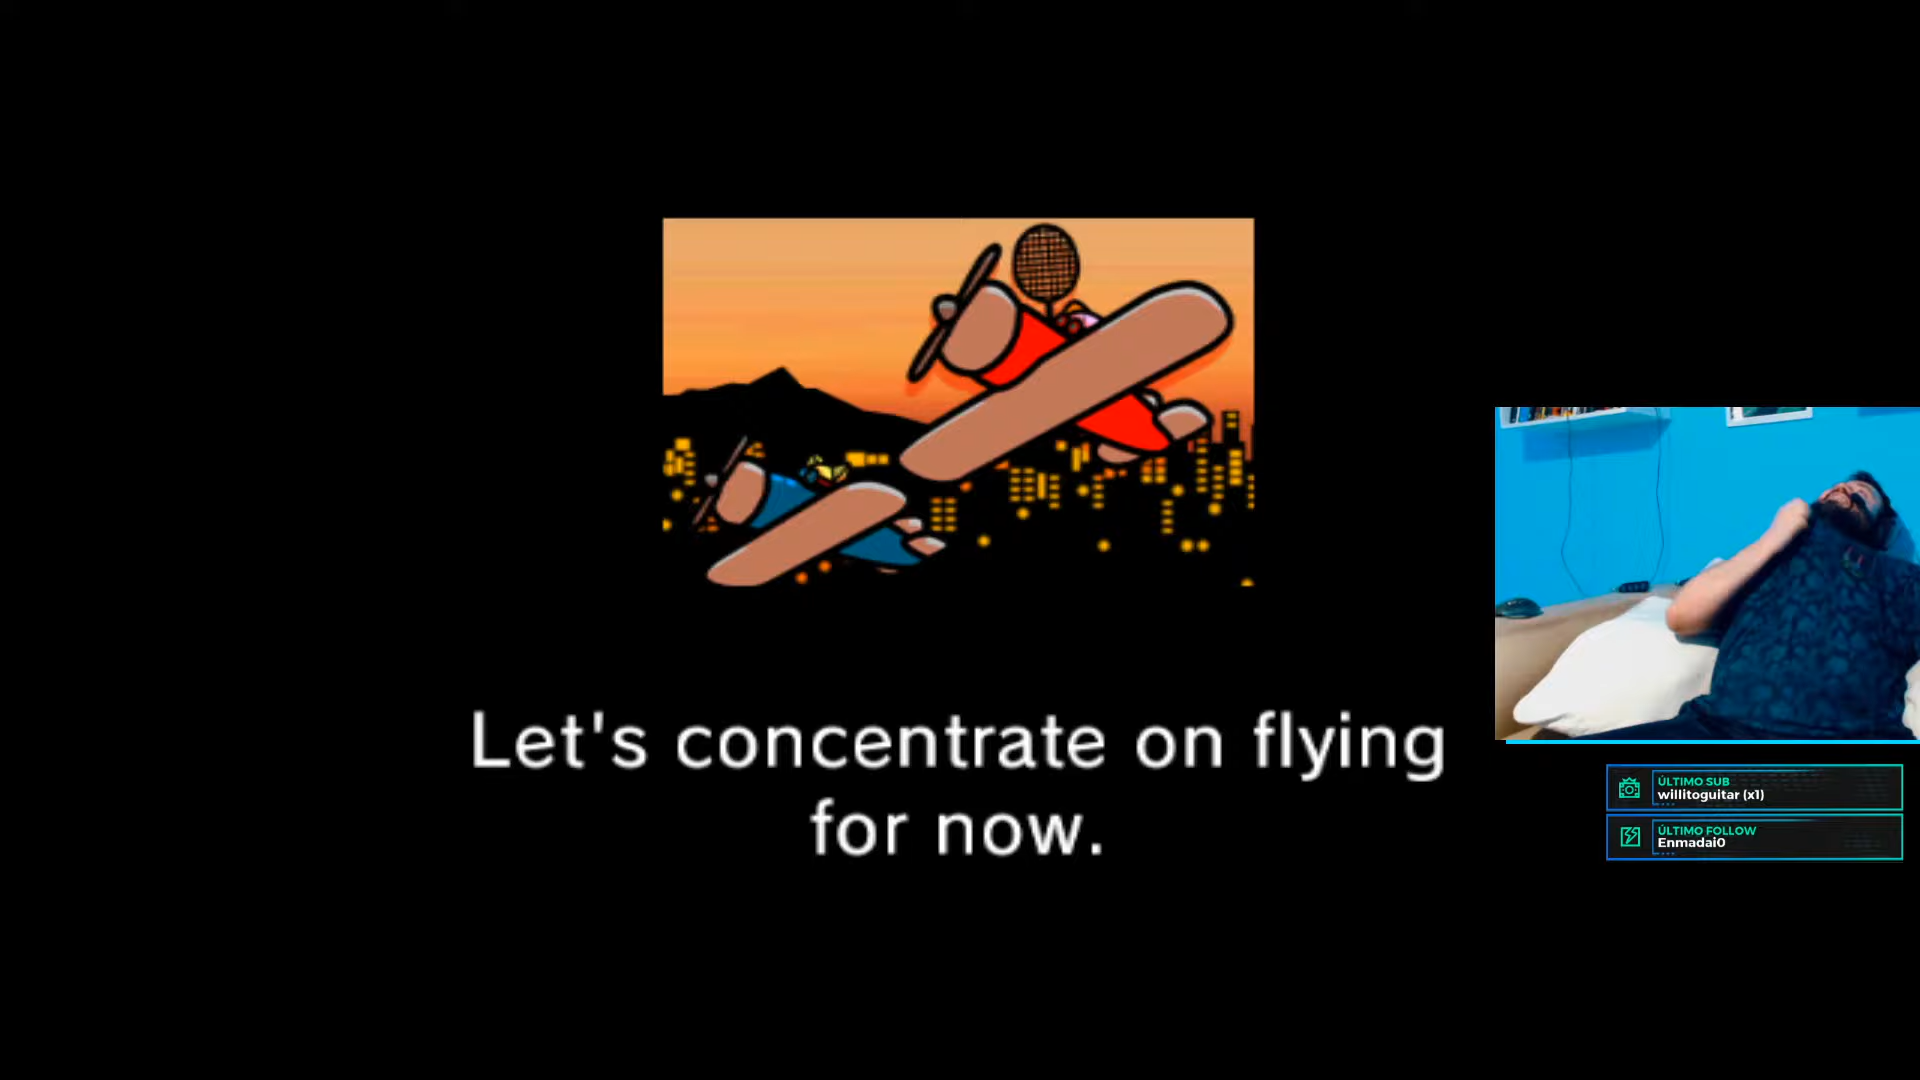 Let's concentrate on flying
for now.
ÚLTIMO SUB
willitoguitar (x1)
ÚLTIMO FOLLOW
Enmadai0